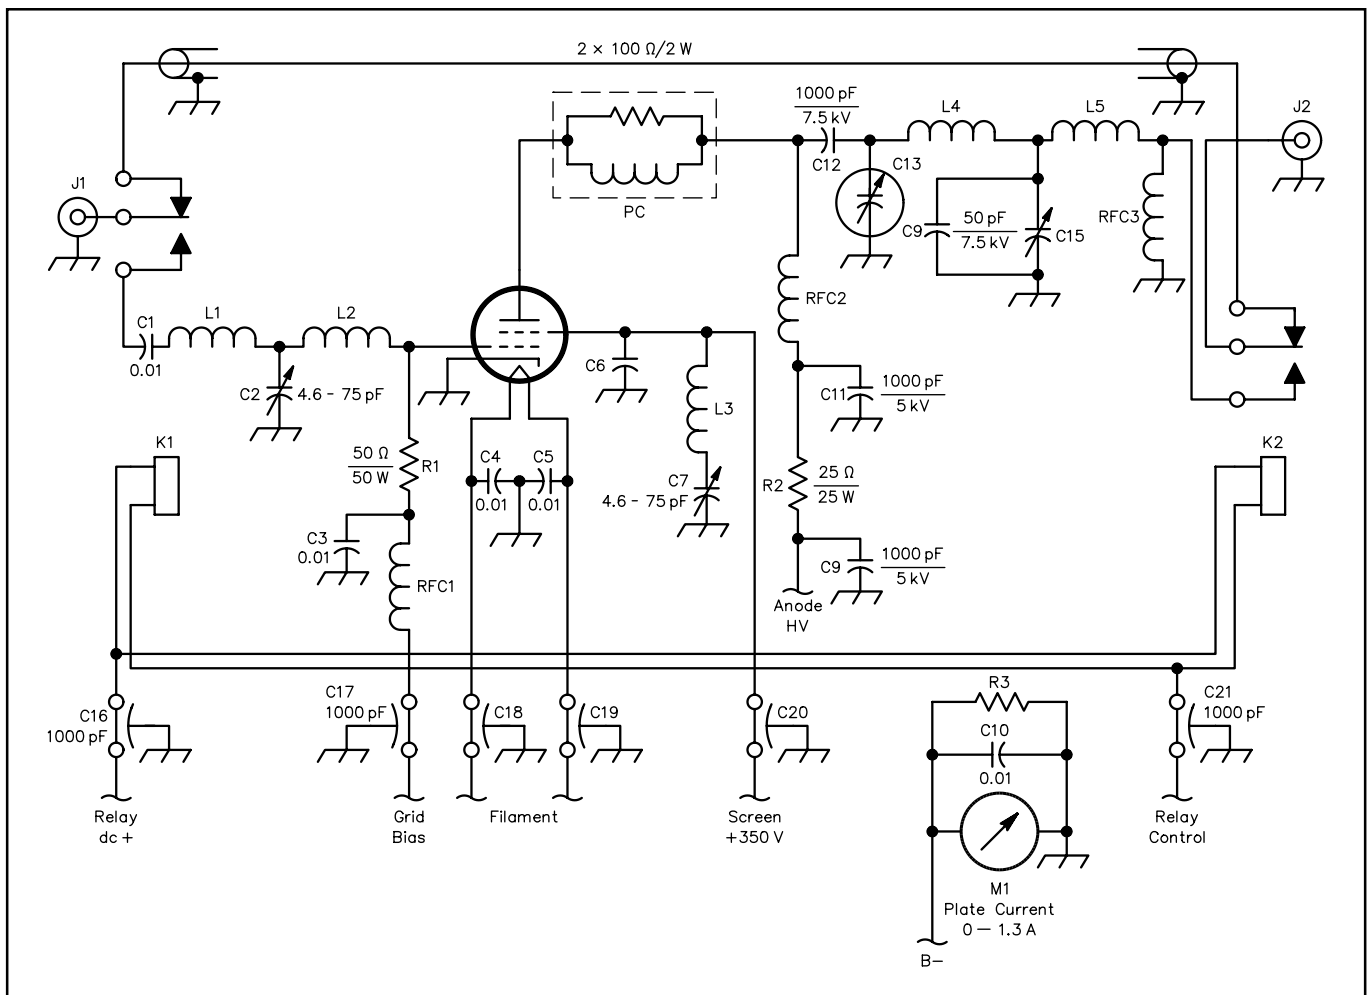 2 × 100 Ω/2 W
1000 pF
7.5 kV
C12
L4
L5
J2
J1
PC
C13
C9
50 pF
7.5 kV
C15
RFC3
RFC2
C1
0.01
L1
L2
C2
4.6 - 75 pF
C6
L3
C11
1000 pF
5 kV
K1
50 Ω
50 W
R1
C4
0.01
C5
0.01
C7
4.6 - 75 pF
R2
25 Ω
25 W
K2
C3
0.01
RFC1
C9
1000 pF
5 kV
Anode
HV
C16
1000 pF
C17
1000 pF
C18
C19
C20
R3
C10
0.01
C21
1000 pF
Relay
dc +
Grid
Bias
Filament
Screen
+350 V
Relay
Control
M1
Plate Current
0 — 1.3 A
B—